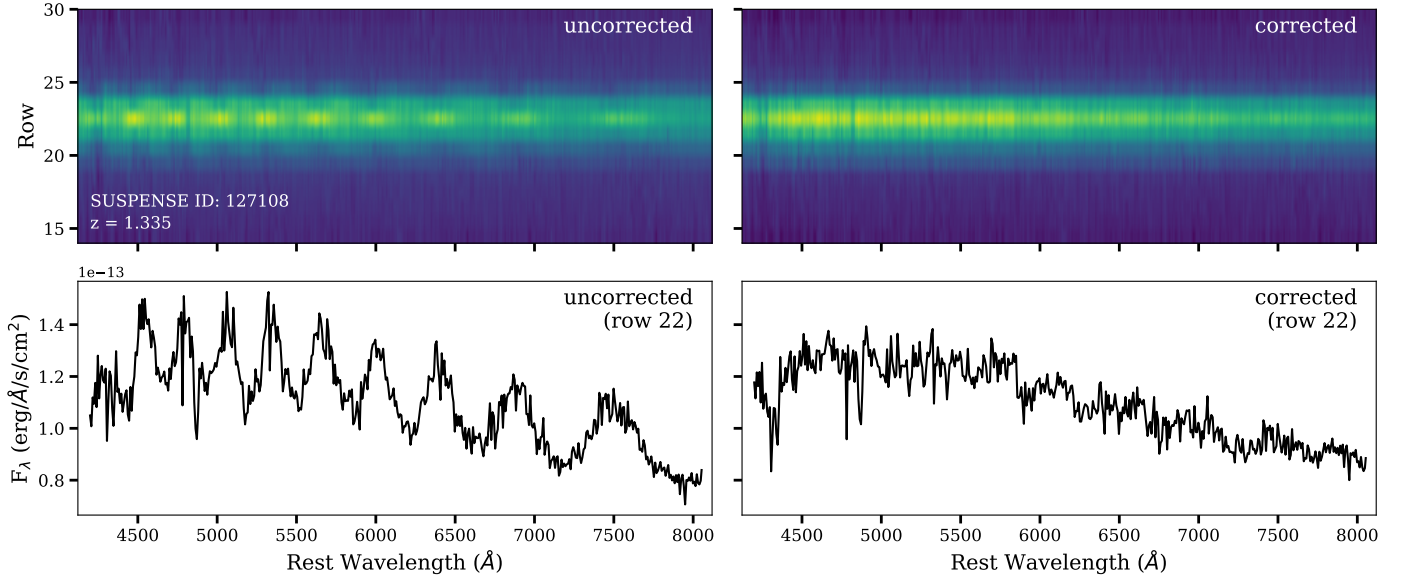 uncorrected
corrected
30
25
20
15
Row
SUSPENSE ID: 127108
z = 1.335
1e−13
uncorrected
(row 22)
corrected
(row 22)
1.4
1.2
1.0
0.8
F_λ (erg/Å/s/cm²)
4500 5000 5500 6000 6500 7000 7500 8000
4500 5000 5500 6000 6500 7000 7500 8000
Rest Wavelength (Å)
Rest Wavelength (Å)